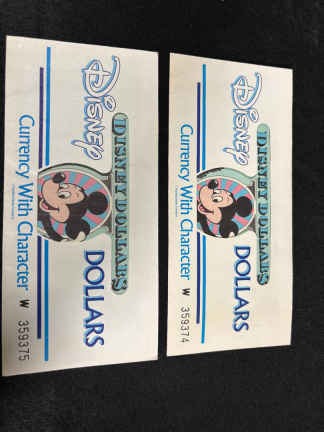 DISNEY
DISNEY DOLLARS
DOLLARS
Currency With Character
W 359375
DISNEY
DISNEY DOLLARS
DOLLARS
Currency With Character
W 359374